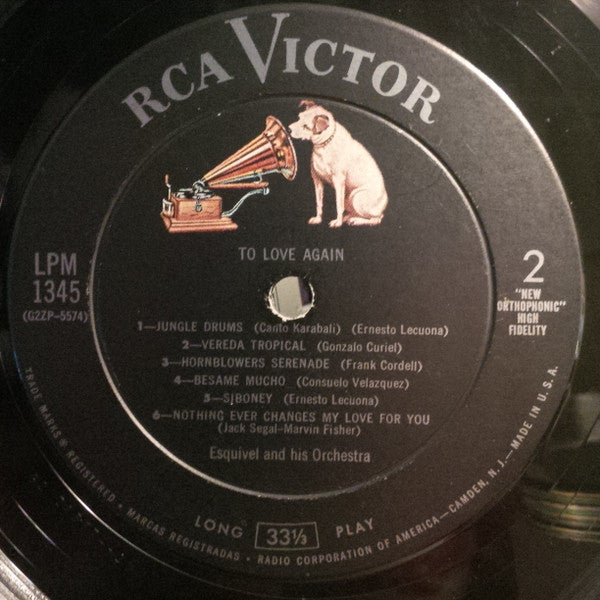 RCA VICTOR
TO LOVE AGAIN
LPM
1345
(G2ZP-5574)
2
"NEW
ORTHOPHONIC"
HIGH
FIDELITY
1—JUNGLE DRUMS (Canto Karabali) (Ernesto Lecuona)
2—VEREDA TROPICAL (Gonzalo Curiel)
3—HORNBLOWERS SERENADE (Frank Cordell)
4—BESAME MUCHO (Consuelo Velazquez)
5—SIBONEY (Ernesto Lecuona)
6—NOTHING EVER CHANGES MY LOVE FOR YOU
(Jack Segal-Marvin Fisher)
Esquivel and his Orchestra
LONG 33⅓ PLAY
TRADE MARKS ® REGISTERED • MARCAS REGISTRADAS • RADIO CORPORATION OF AMERICA—CAMDEN, N. J.—MADE IN U.S.A.